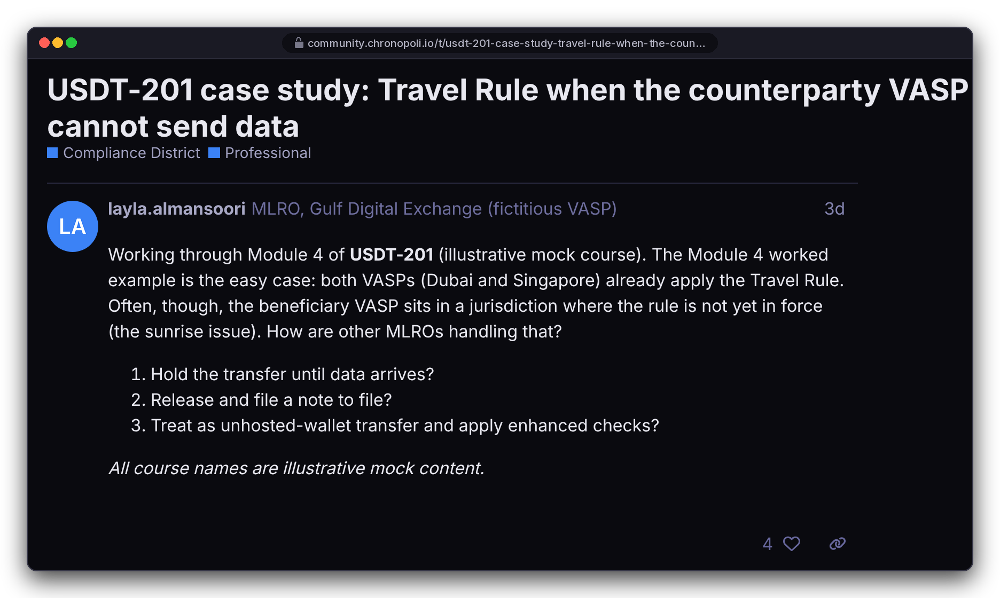 community.chronopoli.io/t/usdt-201-case-study-travel-rule-when-the-coun...
USDT-201 case study: Travel Rule when the counterparty VASP
cannot send data
Compliance District Professional
layla.almansoori MLRO, Gulf Digital Exchange (fictitious VASP) 3d
LA
Working through Module 4 of USDT-201 (illustrative mock course). The Module 4 worked
example is the easy case: both VASPs (Dubai and Singapore) already apply the Travel Rule.
Often, though, the beneficiary VASP sits in a jurisdiction where the rule is not yet in force
(the sunrise issue). How are other MLROs handling that?
1. Hold the transfer until data arrives?
2. Release and file a note to file?
3. Treat as unhosted-wallet transfer and apply enhanced checks?
All course names are illustrative mock content.
4